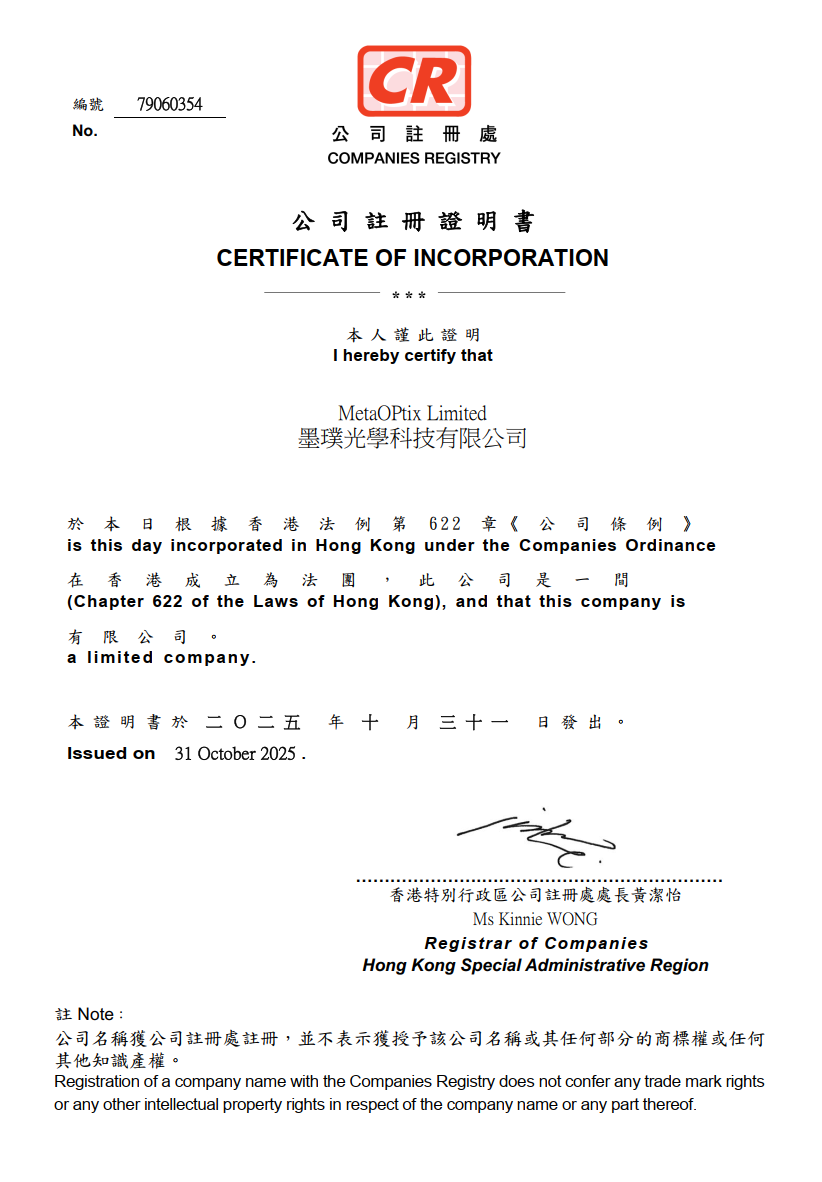 編號 79060354
No.
CR
公司註冊處
COMPANIES REGISTRY
公司註冊證明書
CERTIFICATE OF INCORPORATION
***
本人謹此證明
I hereby certify that
MetaOPtix Limited
墨璞光學科技有限公司
於本日根據香港法例第622章《公司條例》
is this day incorporated in Hong Kong under the Companies Ordinance
在香港成立為法團，此公司是一間
(Chapter 622 of the Laws of Hong Kong), and that this company is
有限公司。
a limited company.
本證明書於二〇二五年十月三十一日發出。
Issued on 31 October 2025 .
香港特別行政區公司註冊處處長黃潔怡
Ms Kinnie WONG
Registrar of Companies
Hong Kong Special Administrative Region
註 Note :
公司名稱獲公司註冊處註冊，並不表示獲授予該公司名稱或其任何部分的商標權或任何
其他知識產權。
Registration of a company name with the Companies Registry does not confer any trade mark rights
or any other intellectual property rights in respect of the company name or any part thereof.